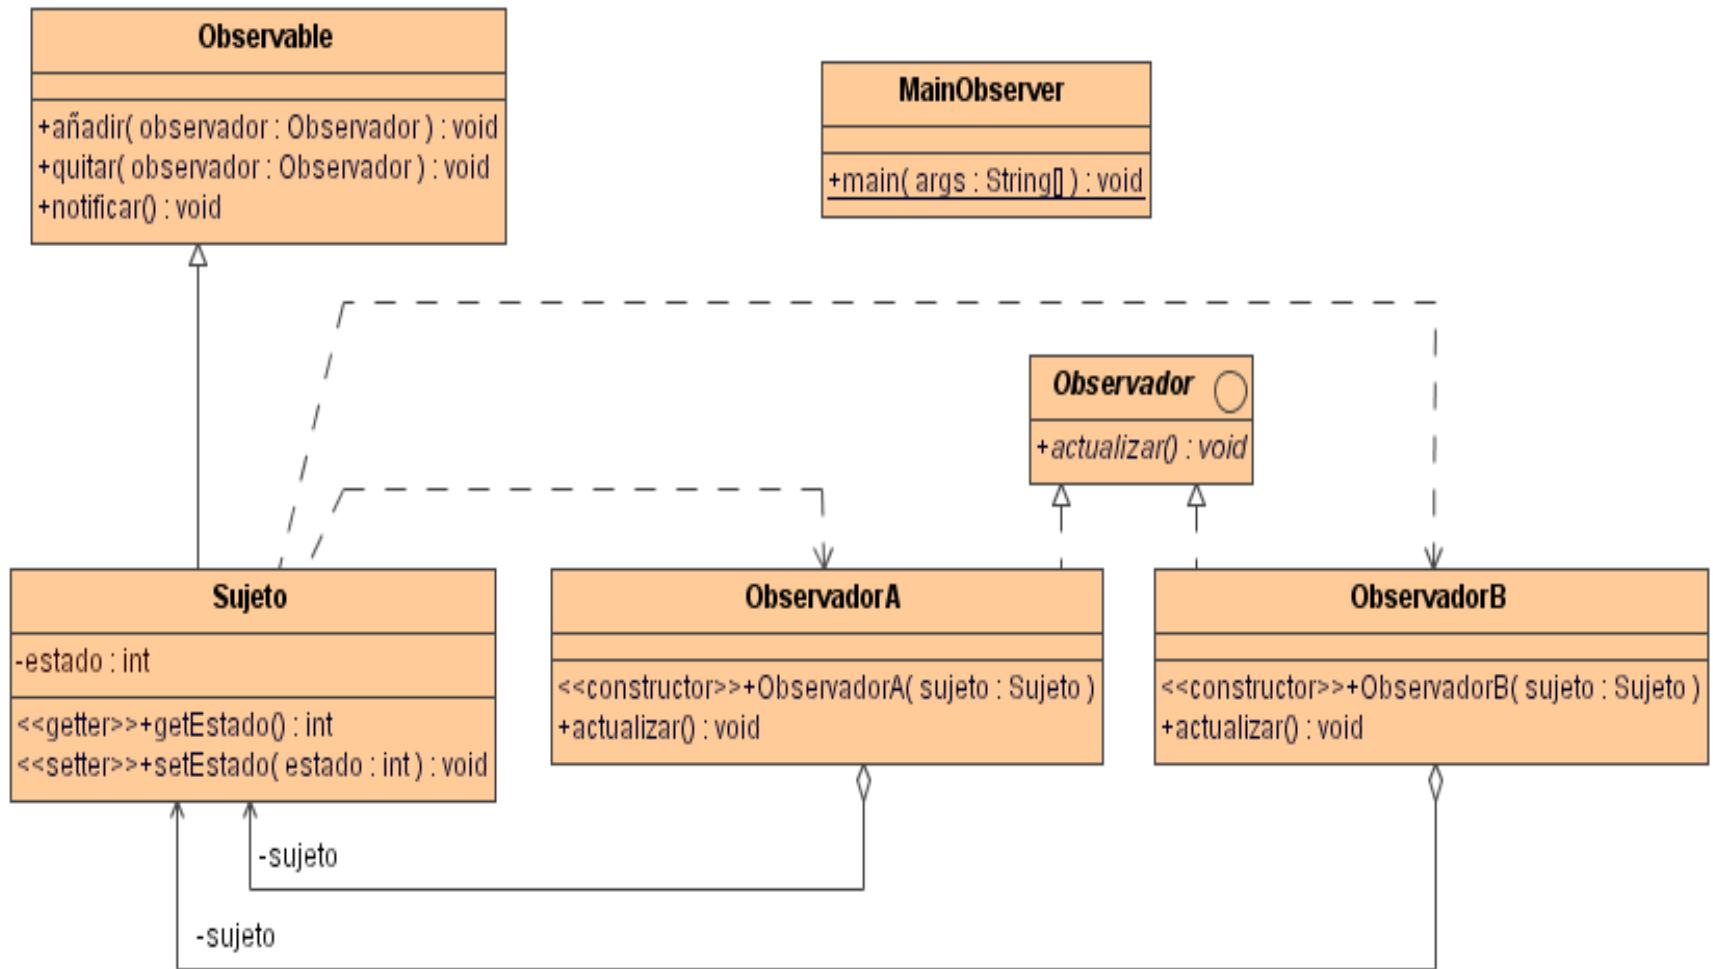 Observable
+añadir( observador : Observador ) : void
+quitar( observador : Observador ) : void
+notificar() : void
MainObserver
+main( args : String[] ) : void
Observador
+actualizar() : void
Sujeto
-estado : int
<<getter>>+getEstado() : int
<<setter>>+setEstado( estado : int ) : void
ObservadorA
<<constructor>>+ObservadorA( sujeto : Sujeto )
+actualizar() : void
ObservadorB
<<constructor>>+ObservadorB( sujeto : Sujeto )
+actualizar() : void
-sujeto
-sujeto